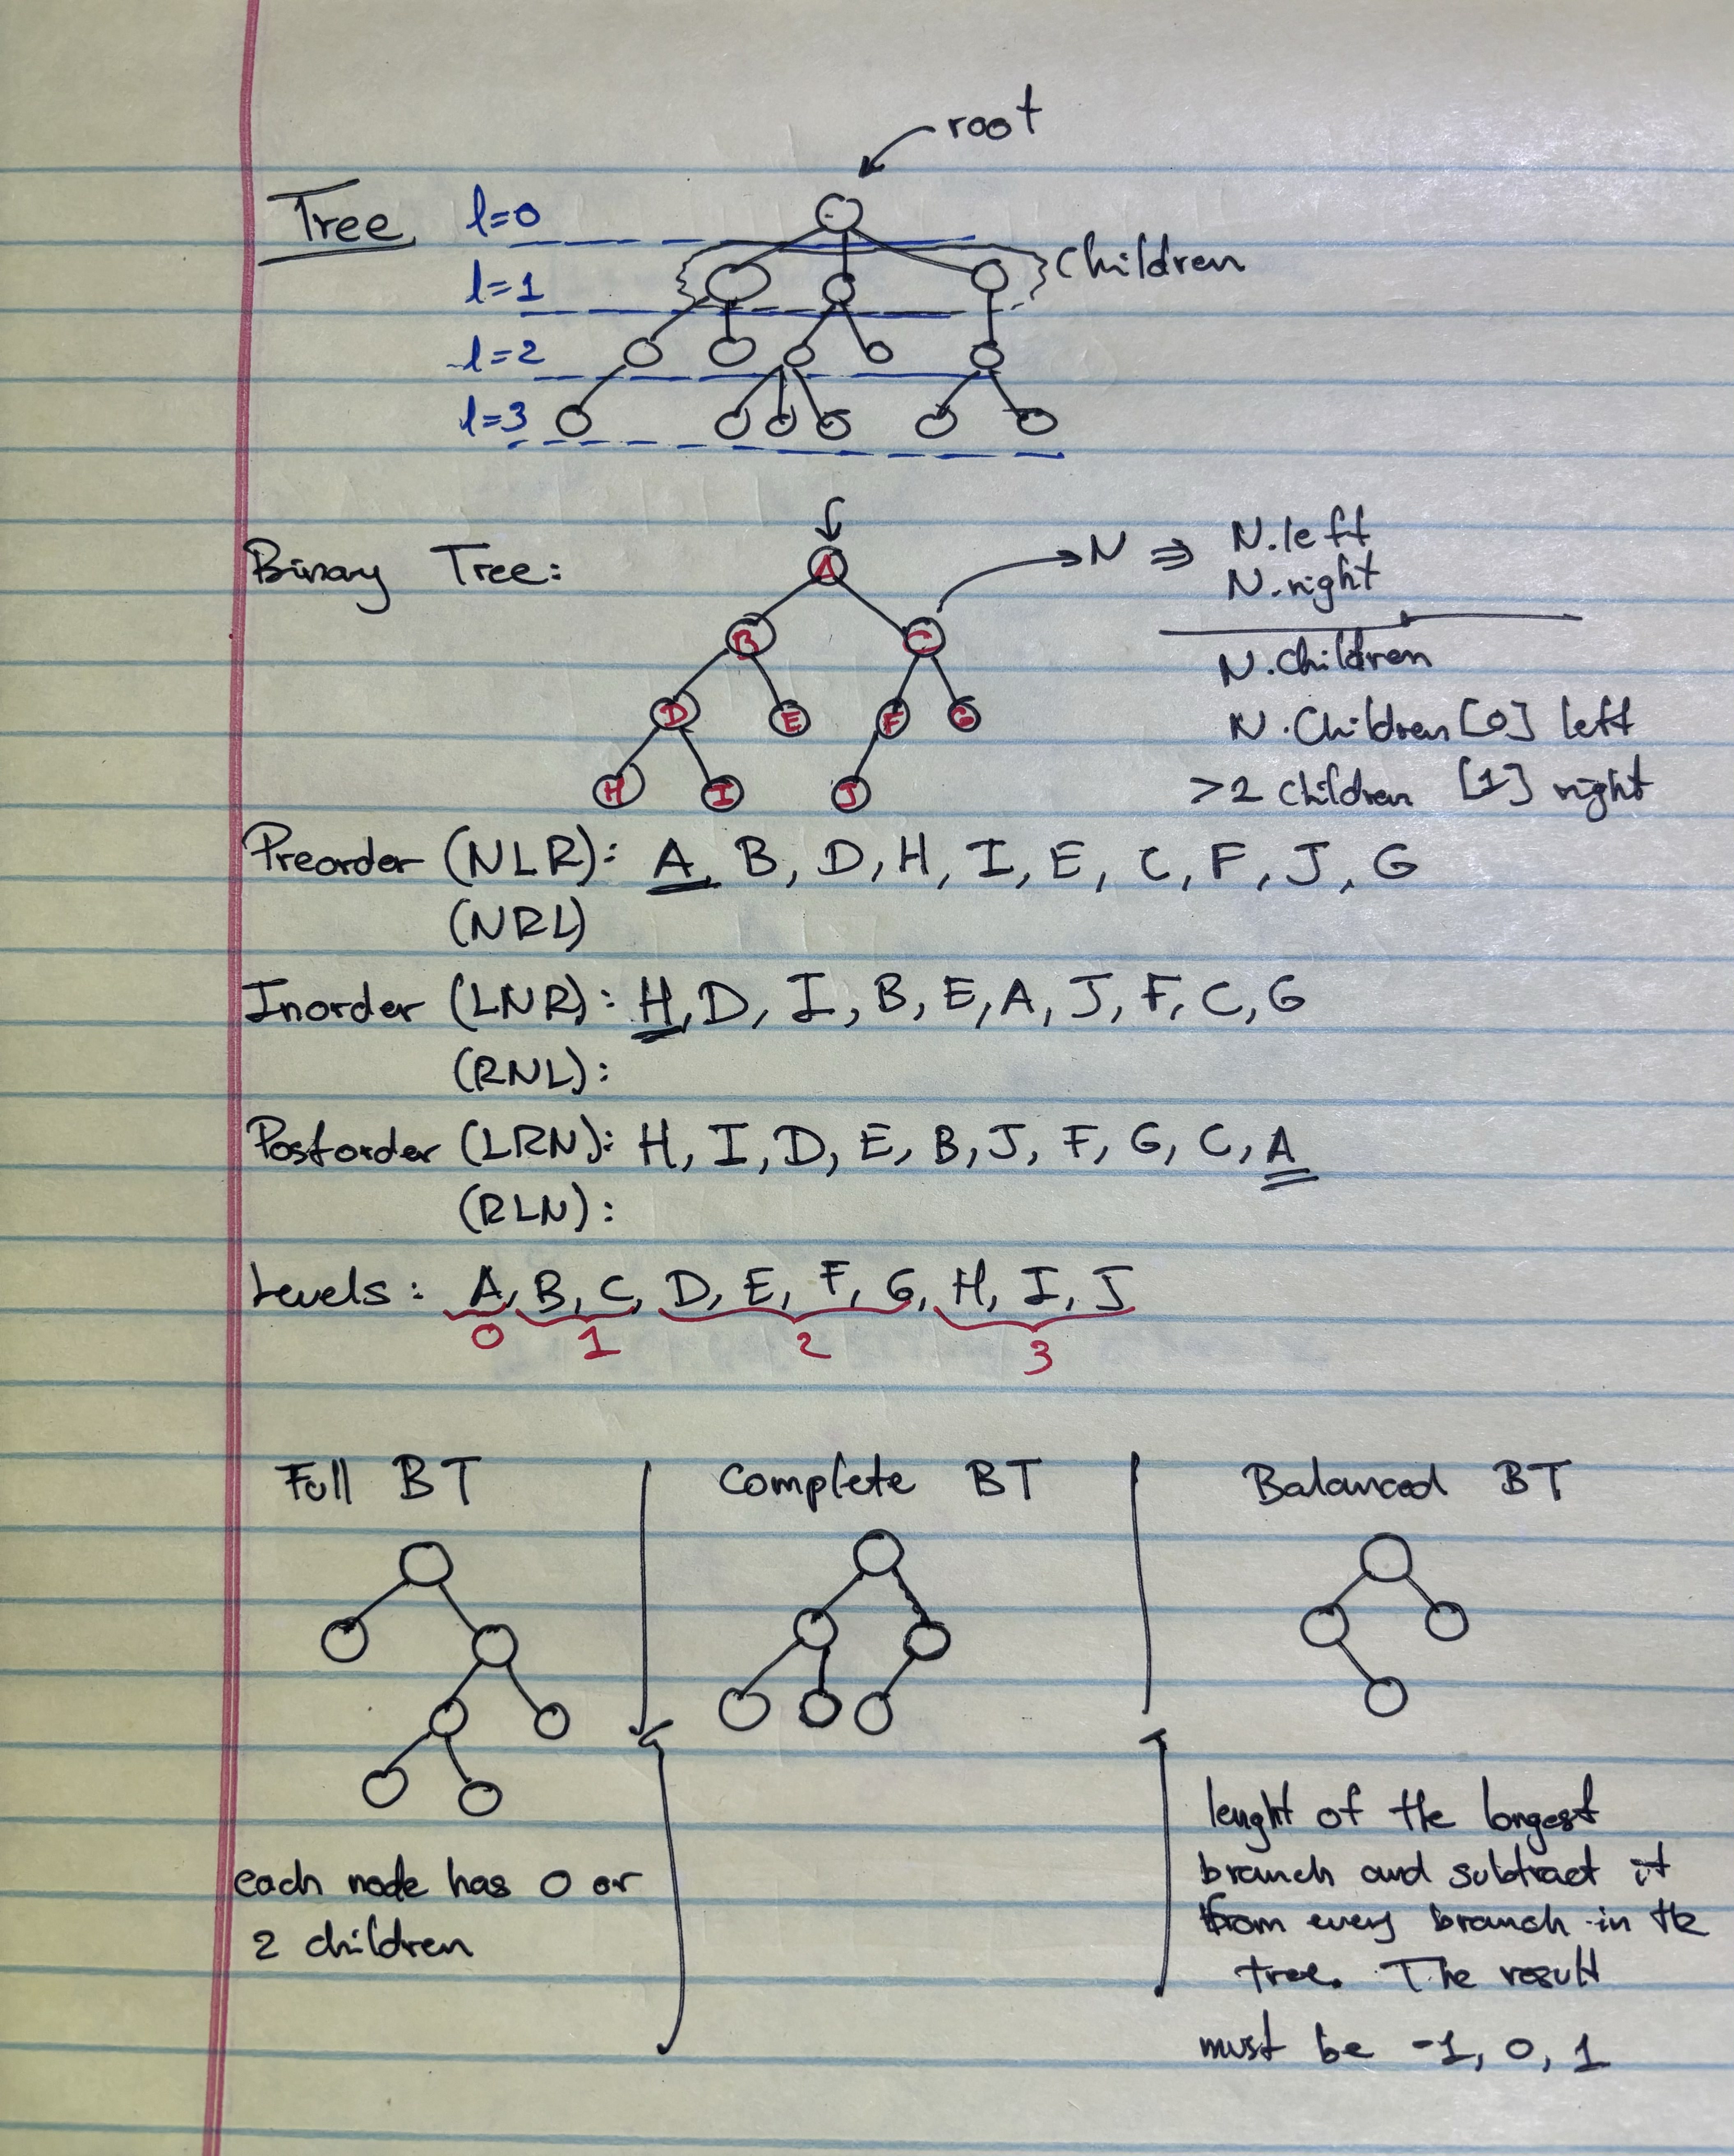 root
Tree
l=0
l=1
Children
l=2
l=3
Binary Tree:
A
N ⇒ N.left
N.right
B C
N.Children
D E F G
N.Children [0] left
H I J
>2 children [1] right
Preorder (NLR): A, B, D, H, I, E, C, F, J, G
(NRL)
Inorder (LNR): H, D, I, B, E, A, J, F, C, G
(RNL):
Postorder (LRN): H, I, D, E, B, J, F, G, C, A
(RLN):
Levels: A, B, C, D, E, F, G, H, I, J
0 1 2 3
Full BT
Complete BT
Balanced BT
each node has 0 or
2 children
lenght of the longest
branch and subtract it
from every branch in the
tree. The result
must be -1, 0, 1